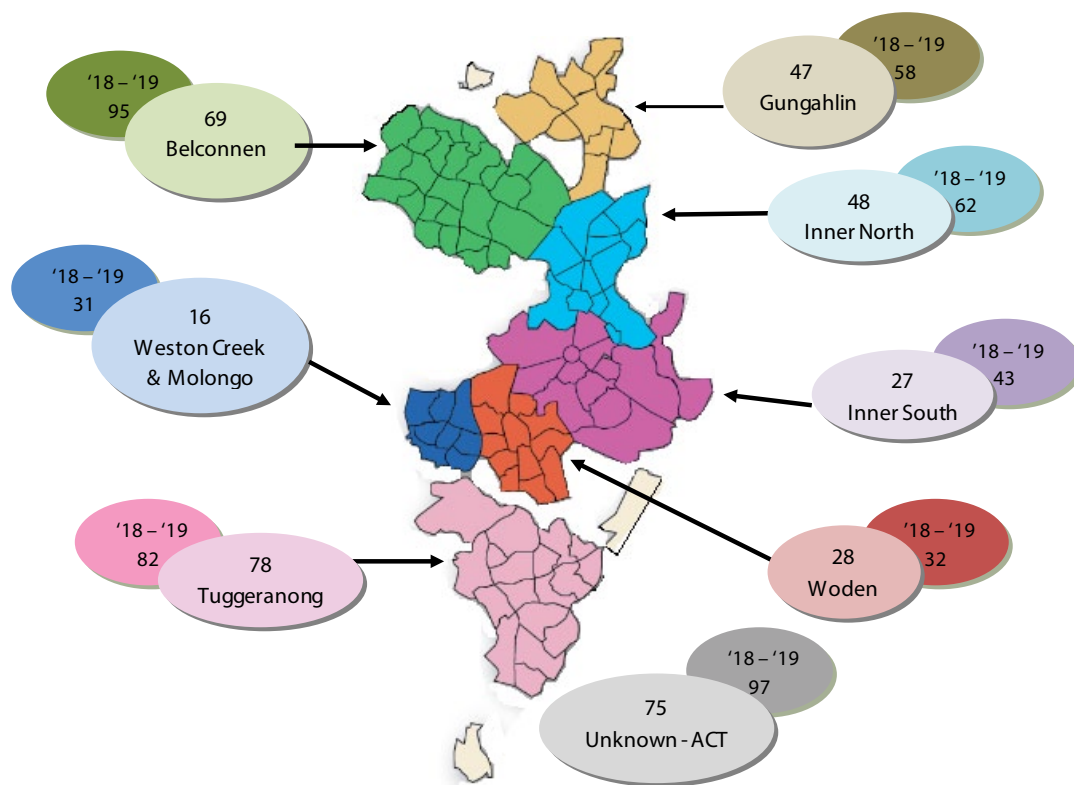 ‘18 – ‘19
95
69
Belconnen
‘18 – ‘19
58
47
Gungahlin
‘18 – ‘19
62
48
Inner North
‘18 – ‘19
31
16
Weston Creek
& Molongo
‘18 – ‘19
43
27
Inner South
‘18 – ‘19
82
78
Tuggeranong
‘18 – ‘19
32
28
Woden
‘18 – ‘19
97
75
Unknown - ACT